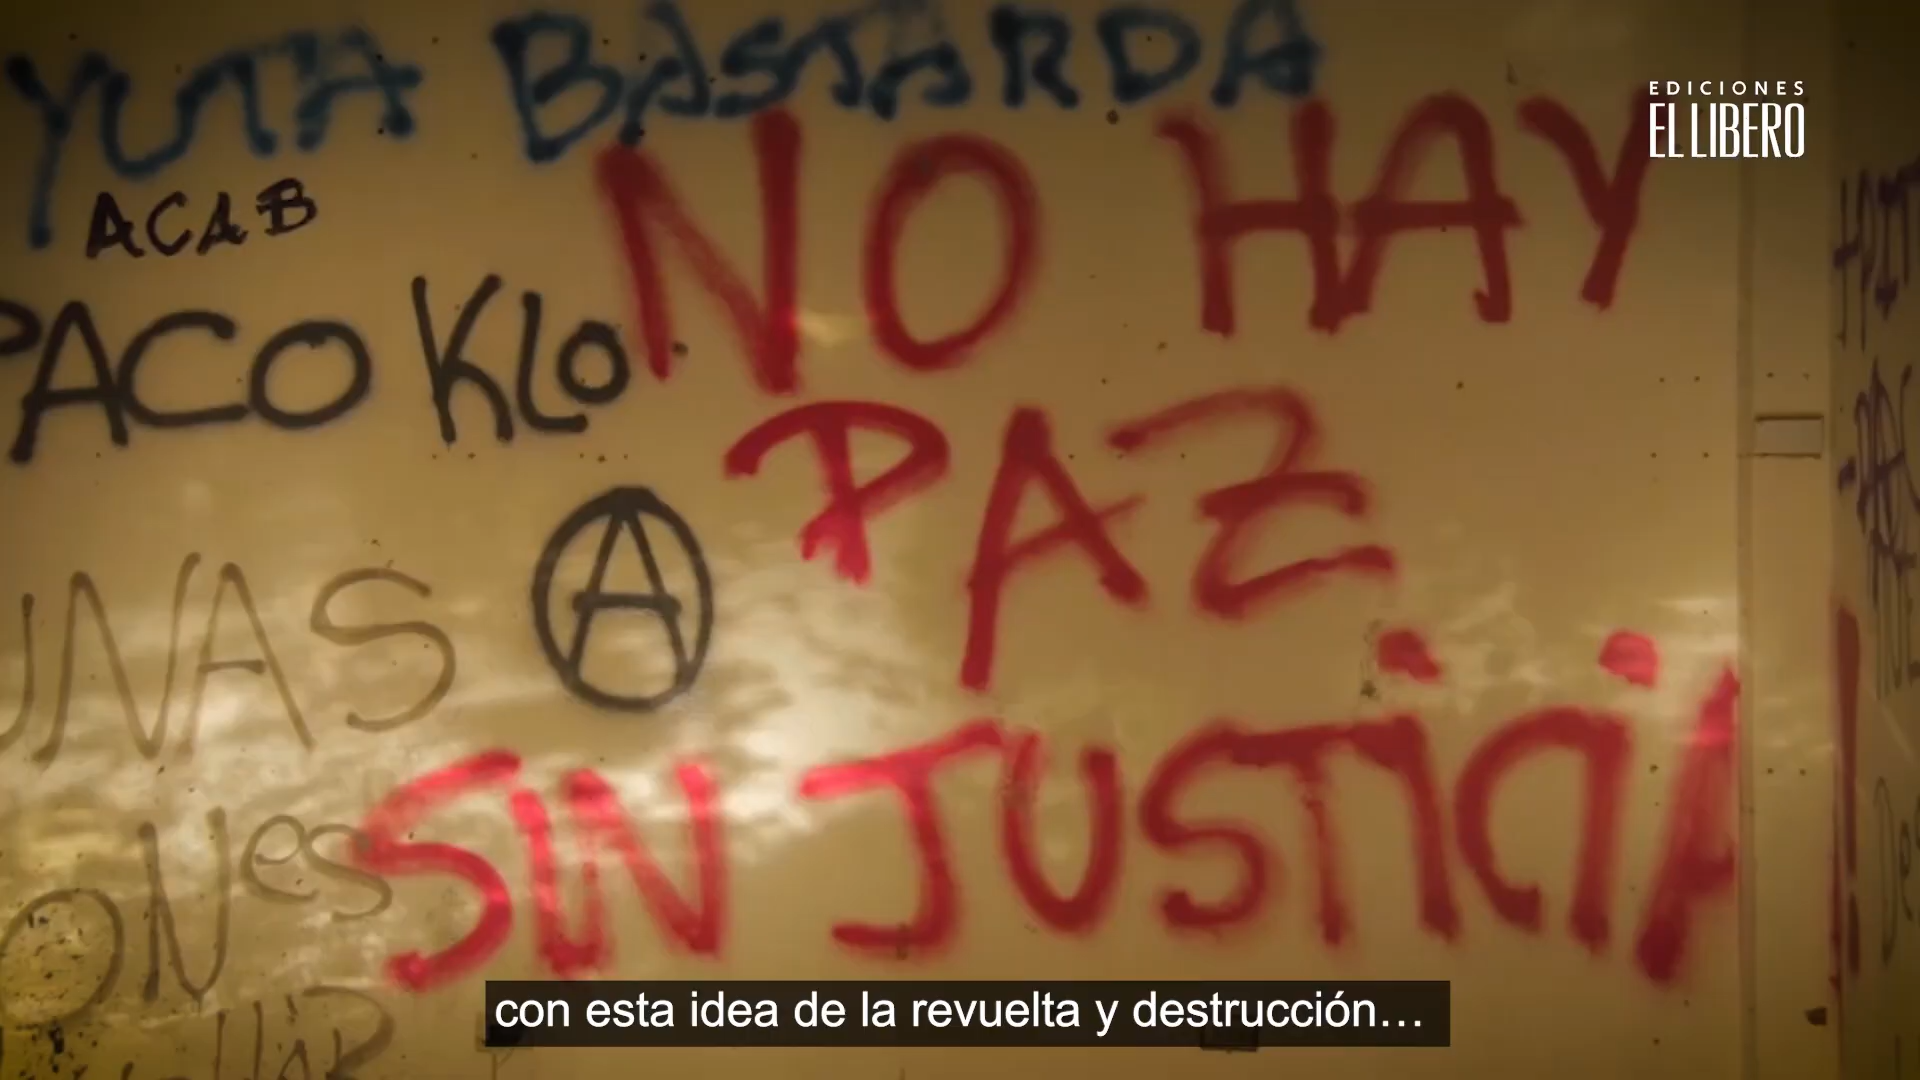 YUTA BASTARDA
EDICIONES
EL LIBERO
NO HAY
ACAB
PACO KLO
PAZ
A
UNAS
SIN JUSTICIA
ONes
con esta idea de la revuelta y destrucción…